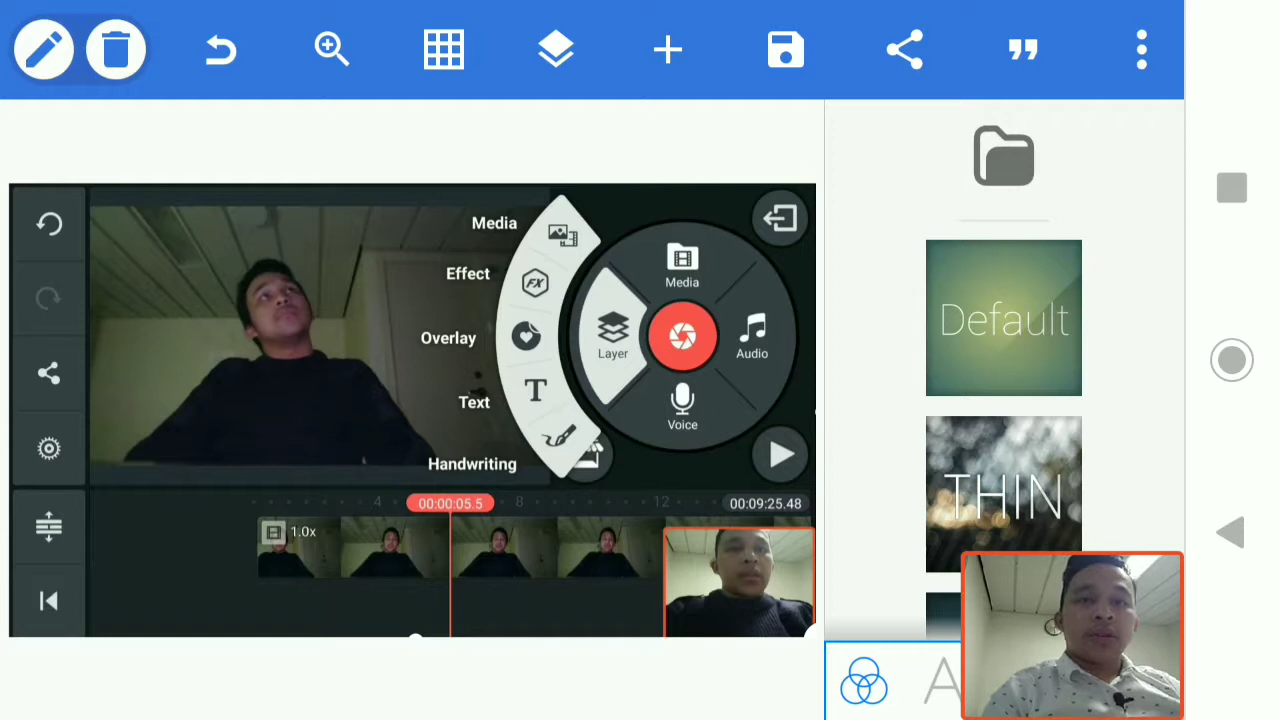 Media
Effect
Overlay
Text
Handwriting
Media
Layer
Audio
Voice
4
00:00:05.5
8
12
00:09:25.48
1.0x
Default
THIN
A